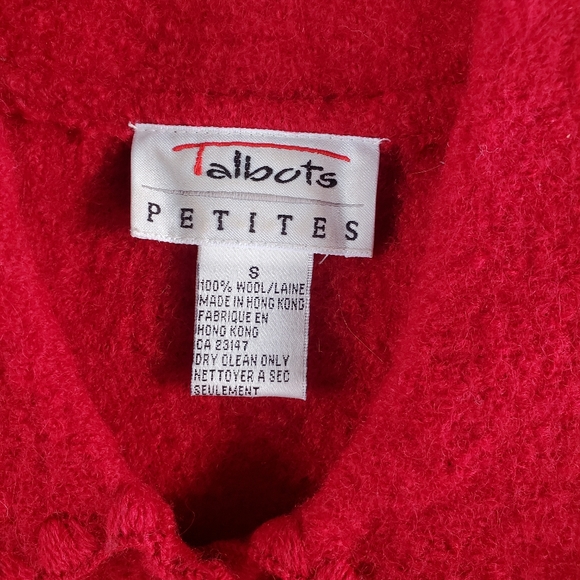 Talbots
PETITES
S
100% WOOL/LAINE
MADE IN HONG KONG
FABRIQUE EN
HONG KONG
CA 23147
DRY CLEAN ONLY
NETTOYER A SEC
SEULEMENT